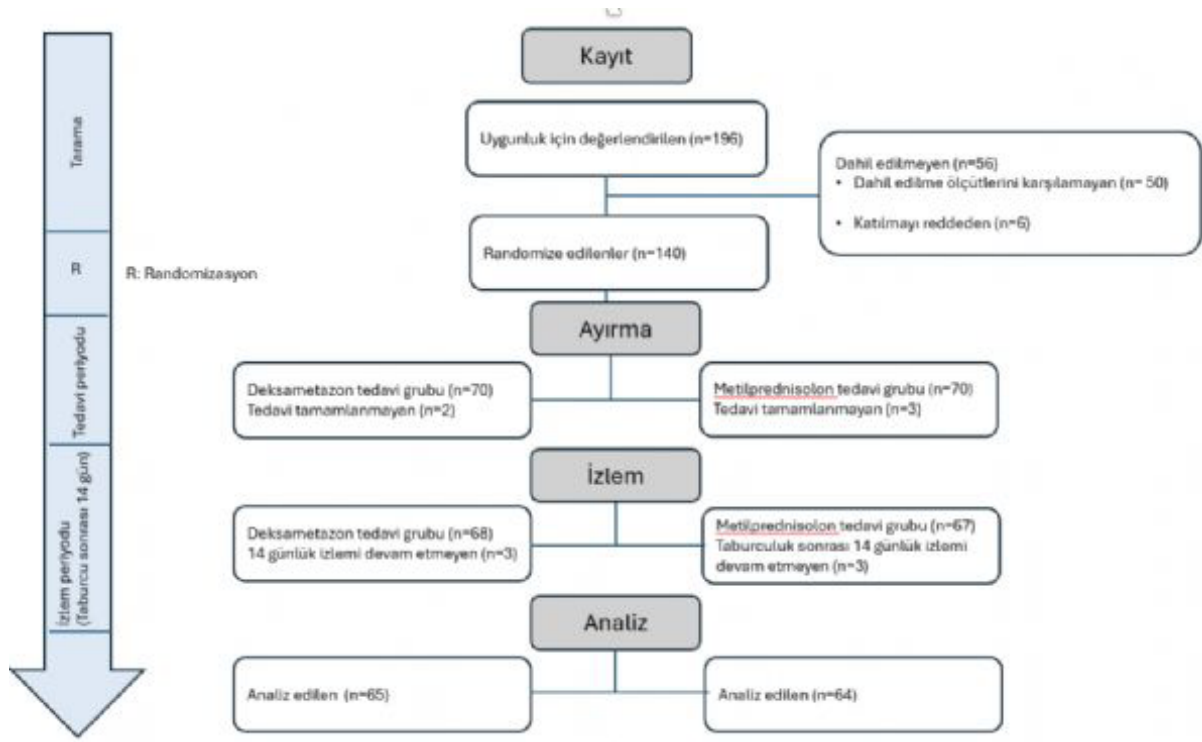 Kayıt
Uygunluk için değerlendirilen (n=196)
Dahil edilmeyen (n=56)
• Dahil edilme ölçütlerini karşılamayan (n= 50)
• Katılmayı reddeden (n=6)
Randomize edilenler (n=140)
Ayırma
Deksametazon tedavi grubu (n=70)
Tedavi tamamlanmayan (n=2)
Metilprednisolon tedavi grubu (n=70)
Tedavi tamamlanmayan (n=3)
İzlem
Deksametazon tedavi grubu (n=68)
14 günlük izlemi devam etmeyen (n=3)
Metilprednisolon tedavi grubu (n=67)
Taburculuk sonrası 14 günlük izlemi
devam etmeyen (n=3)
Analiz
Analiz edilen (n=65)
Analiz edilen (n=64)
Tarama
R
R: Randomizasyon
Tedavi periyodu
İzlem periyodu
(Taburcu sonrası 14 gün)